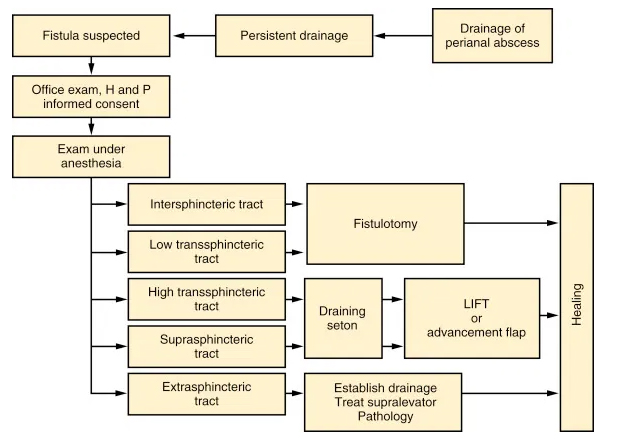 Fistula suspected
Persistent drainage
Drainage of
perianal abscess
Office exam, H and P
informed consent
Exam under
anesthesia
Intersphincteric tract
Fistulotomy
Low transsphincteric
tract
High transsphincteric
tract
Draining
seton
LIFT
or
advancement flap
Suprasphincteric
tract
Extrasphincteric
tract
Establish drainage
Treat supralevator
Pathology
Healing